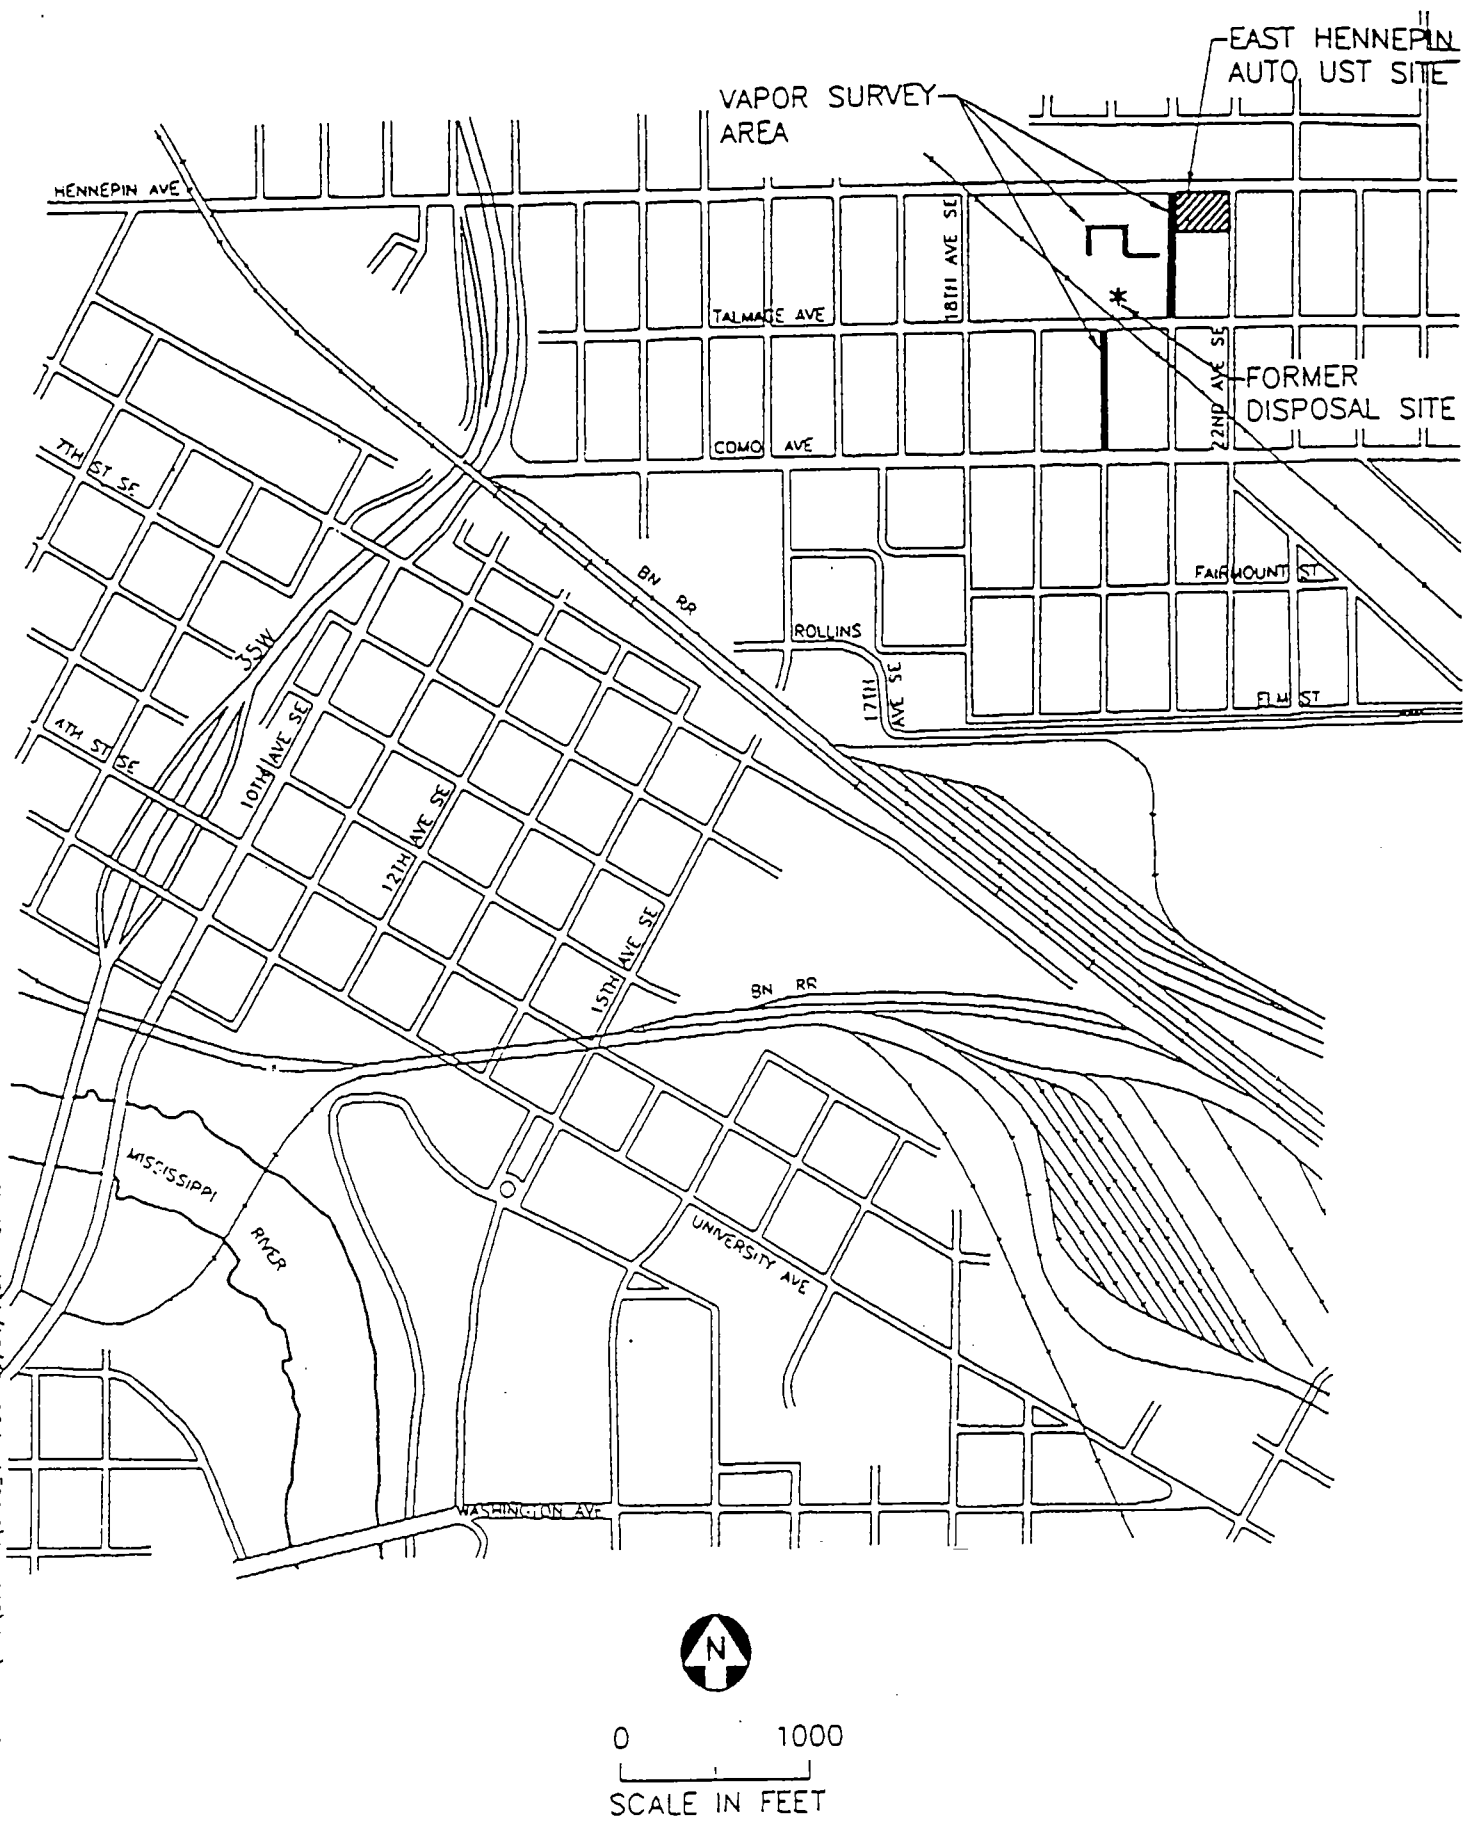 EAST HENNEPIN
AUTO UST SITE
VAPOR SURVEY
AREA
HENNEPIN AVE
18TH AVE SE
TALMAGE AVE
22ND AVE SE
FORMER
DISPOSAL SITE
COMO AVE
7TH ST SE
BN RR
FAIRMOUNT ST
ROLLINS
35W
17TH
AVE SE
ELM ST
10TH AVE SE
4TH ST SE
12TH AVE SE
15TH AVE SE
BN RR
MISSISSIPPI
RIVER
UNIVERSITY AVE
WASHINGTON AVE
N
0 1000
SCALE IN FEET